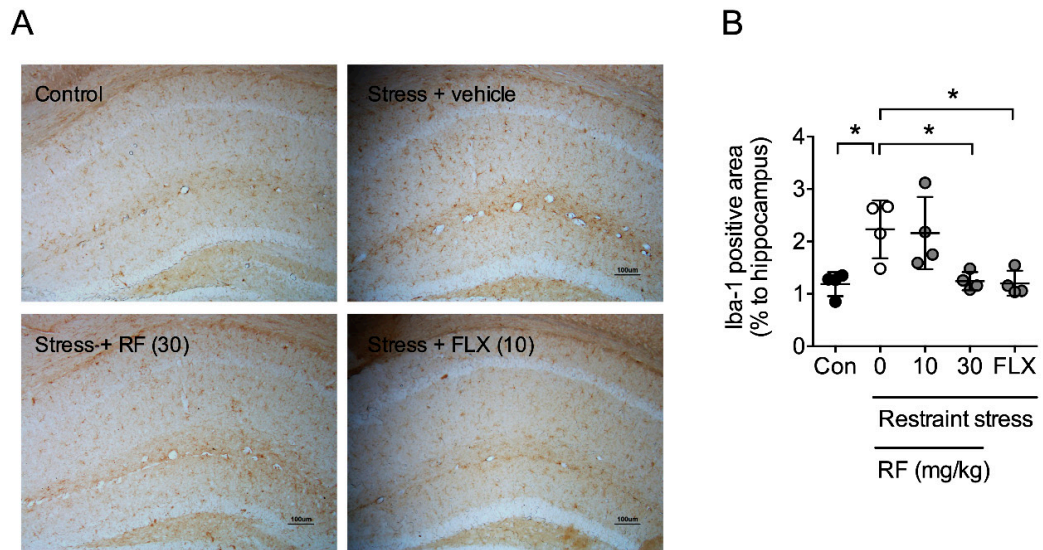 A
Control
Stress + vehicle
100um
Stress + RF (30)
Stress + FLX (10)
100um
100um
B
*
*
*
Iba-1 positive area
(% to hippocampus)
4
3
2
1
0
Con
0
10
30
FLX
Restraint stress
RF (mg/kg)